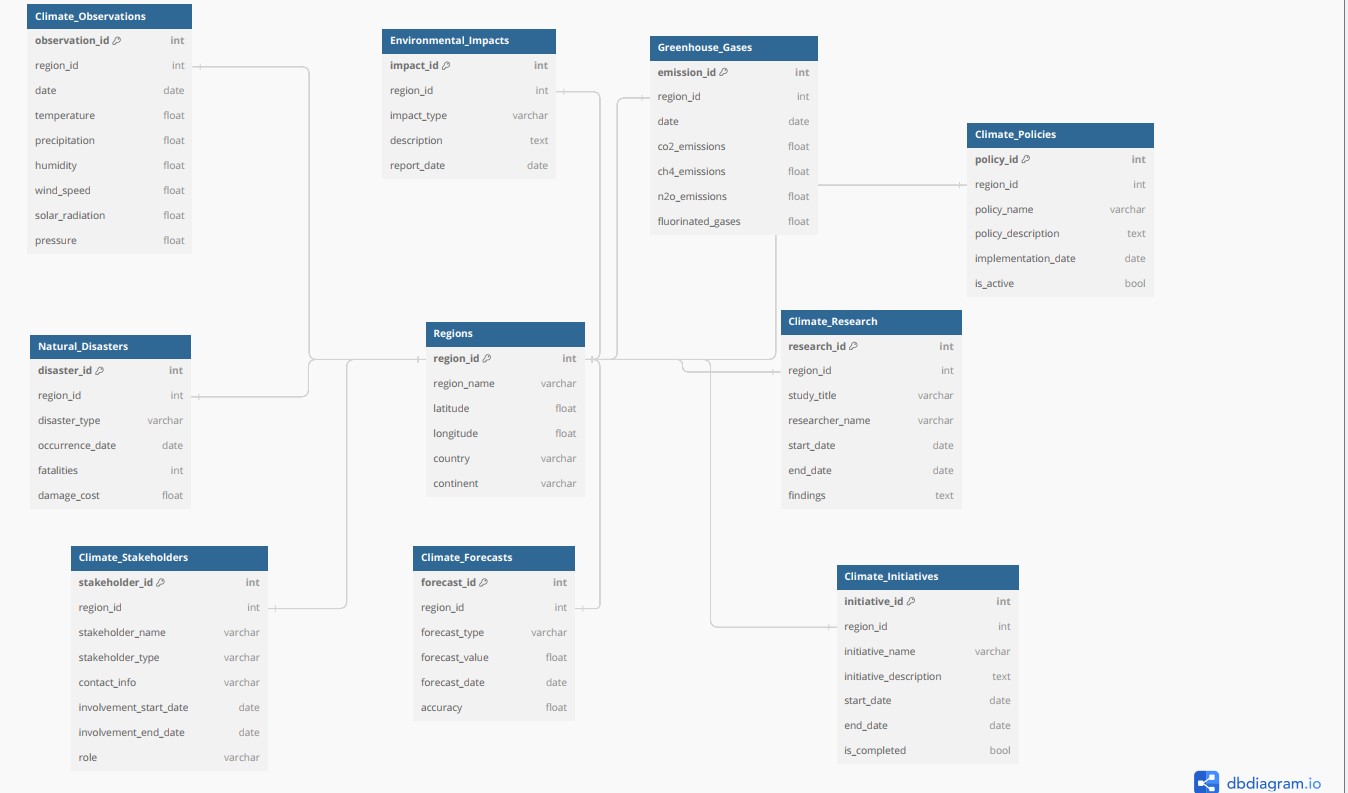 Climate_Observations
observation_id int
region_id int
date date
temperature float
precipitation float
humidity float
wind_speed float
solar_radiation float
pressure float
Environmental_Impacts
impact_id int
region_id int
impact_type varchar
description text
report_date date
Greenhouse_Gases
emission_id int
region_id int
date date
co2_emissions float
ch4_emissions float
n2o_emissions float
fluorinated_gases float
Climate_Policies
policy_id int
region_id int
policy_name varchar
policy_description text
implementation_date date
is_active bool
Natural_Disasters
disaster_id int
region_id int
disaster_type varchar
occurrence_date date
fatalities int
damage_cost float
Regions
region_id int
region_name varchar
latitude float
longitude float
country varchar
continent varchar
Climate_Research
research_id int
region_id int
study_title varchar
researcher_name varchar
start_date date
end_date date
findings text
Climate_Stakeholders
stakeholder_id int
region_id int
stakeholder_name varchar
stakeholder_type varchar
contact_info varchar
involvement_start_date date
involvement_end_date date
role varchar
Climate_Forecasts
forecast_id int
region_id int
forecast_type varchar
forecast_value float
forecast_date date
accuracy float
Climate_Initiatives
initiative_id int
region_id int
initiative_name varchar
initiative_description text
start_date date
end_date date
is_completed bool
dbdiagram.io